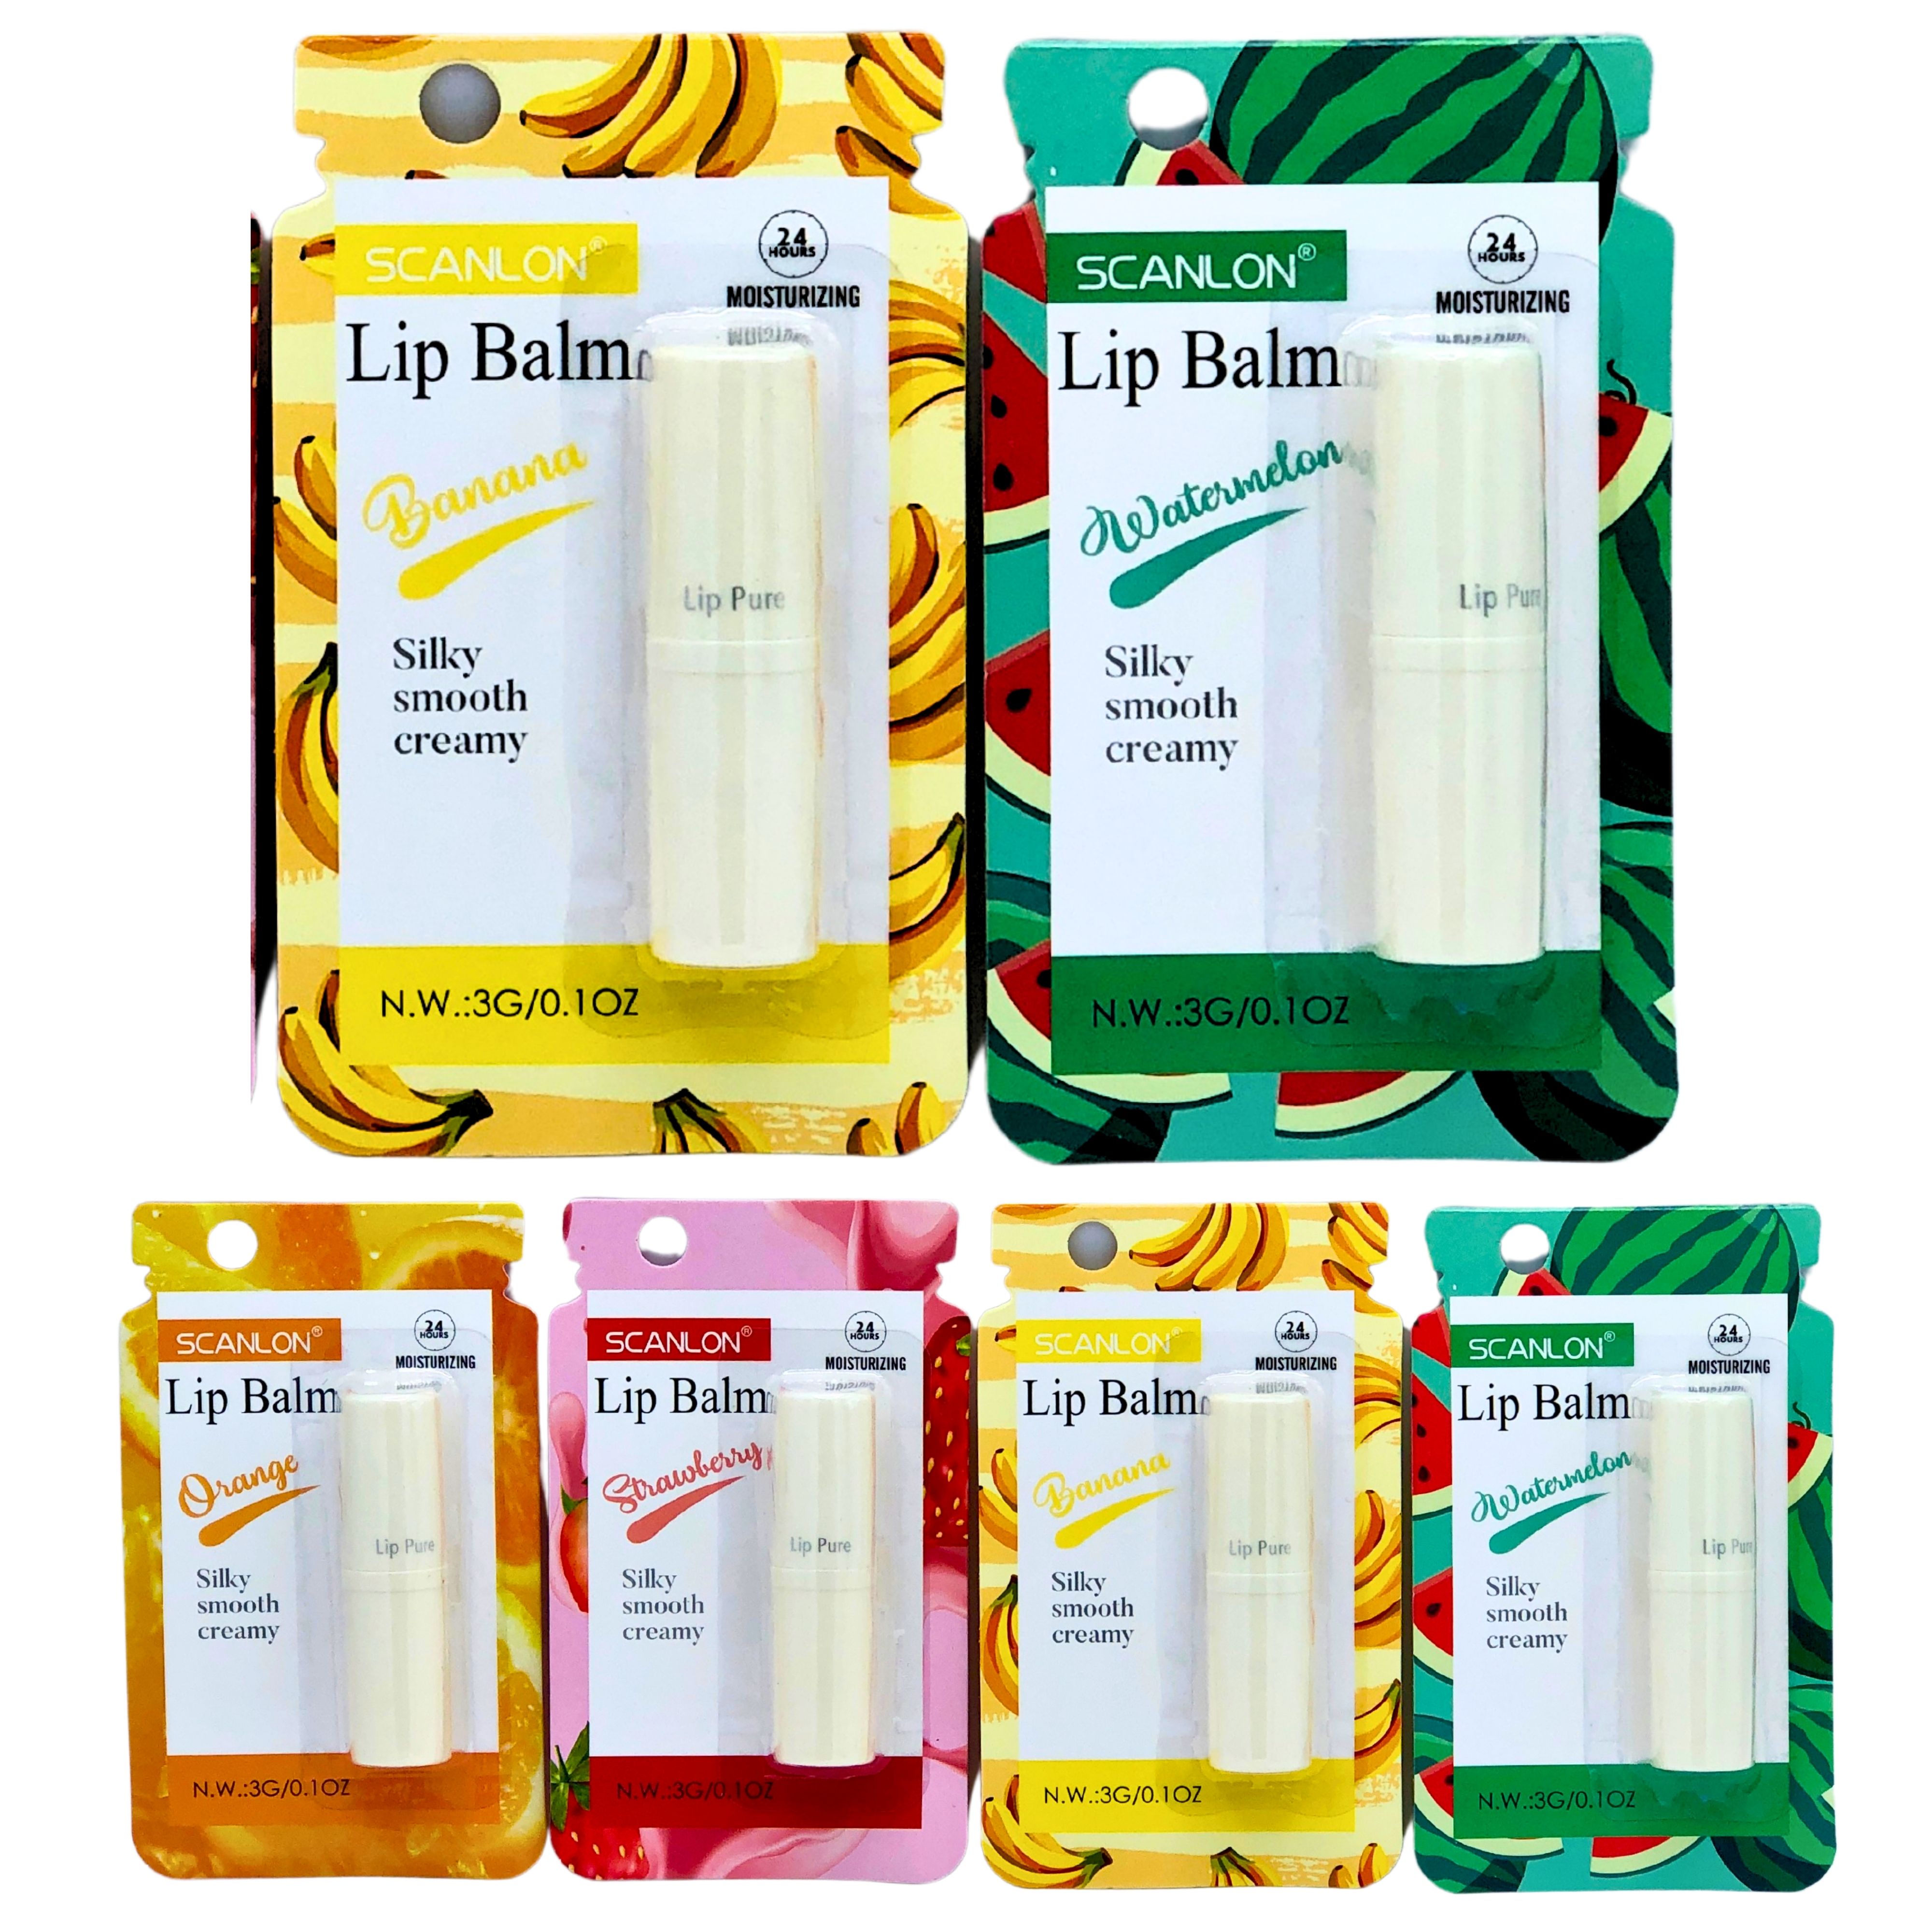 SCANLON®
24
HOURS
MOISTURIZING
Lip Balm
Banana
Lip Pure
Silky
smooth
creamy
N.W.:3G/0.1OZ
SCANLON®
24
HOURS
MOISTURIZING
Lip Balm
Watermelon
Lip Pure
Silky
smooth
creamy
N.W.:3G/0.1OZ
SCANLON®
24
HOURS
MOISTURIZING
Lip Balm
Orange
Lip Pure
Silky
smooth
creamy
N.W.:3G/0.1OZ
SCANLON®
24
HOURS
MOISTURIZING
Lip Balm
Strawberry
Lip Pure
Silky
smooth
creamy
N.W.:3G/0.1OZ
SCANLON®
24
HOURS
MOISTURIZING
Lip Balm
Banana
Lip Pure
Silky
smooth
creamy
N.W.:3G/0.1OZ
SCANLON®
24
HOURS
MOISTURIZING
Lip Balm
Watermelon
Lip Pure
Silky
smooth
creamy
N.W.:3G/0.1OZ